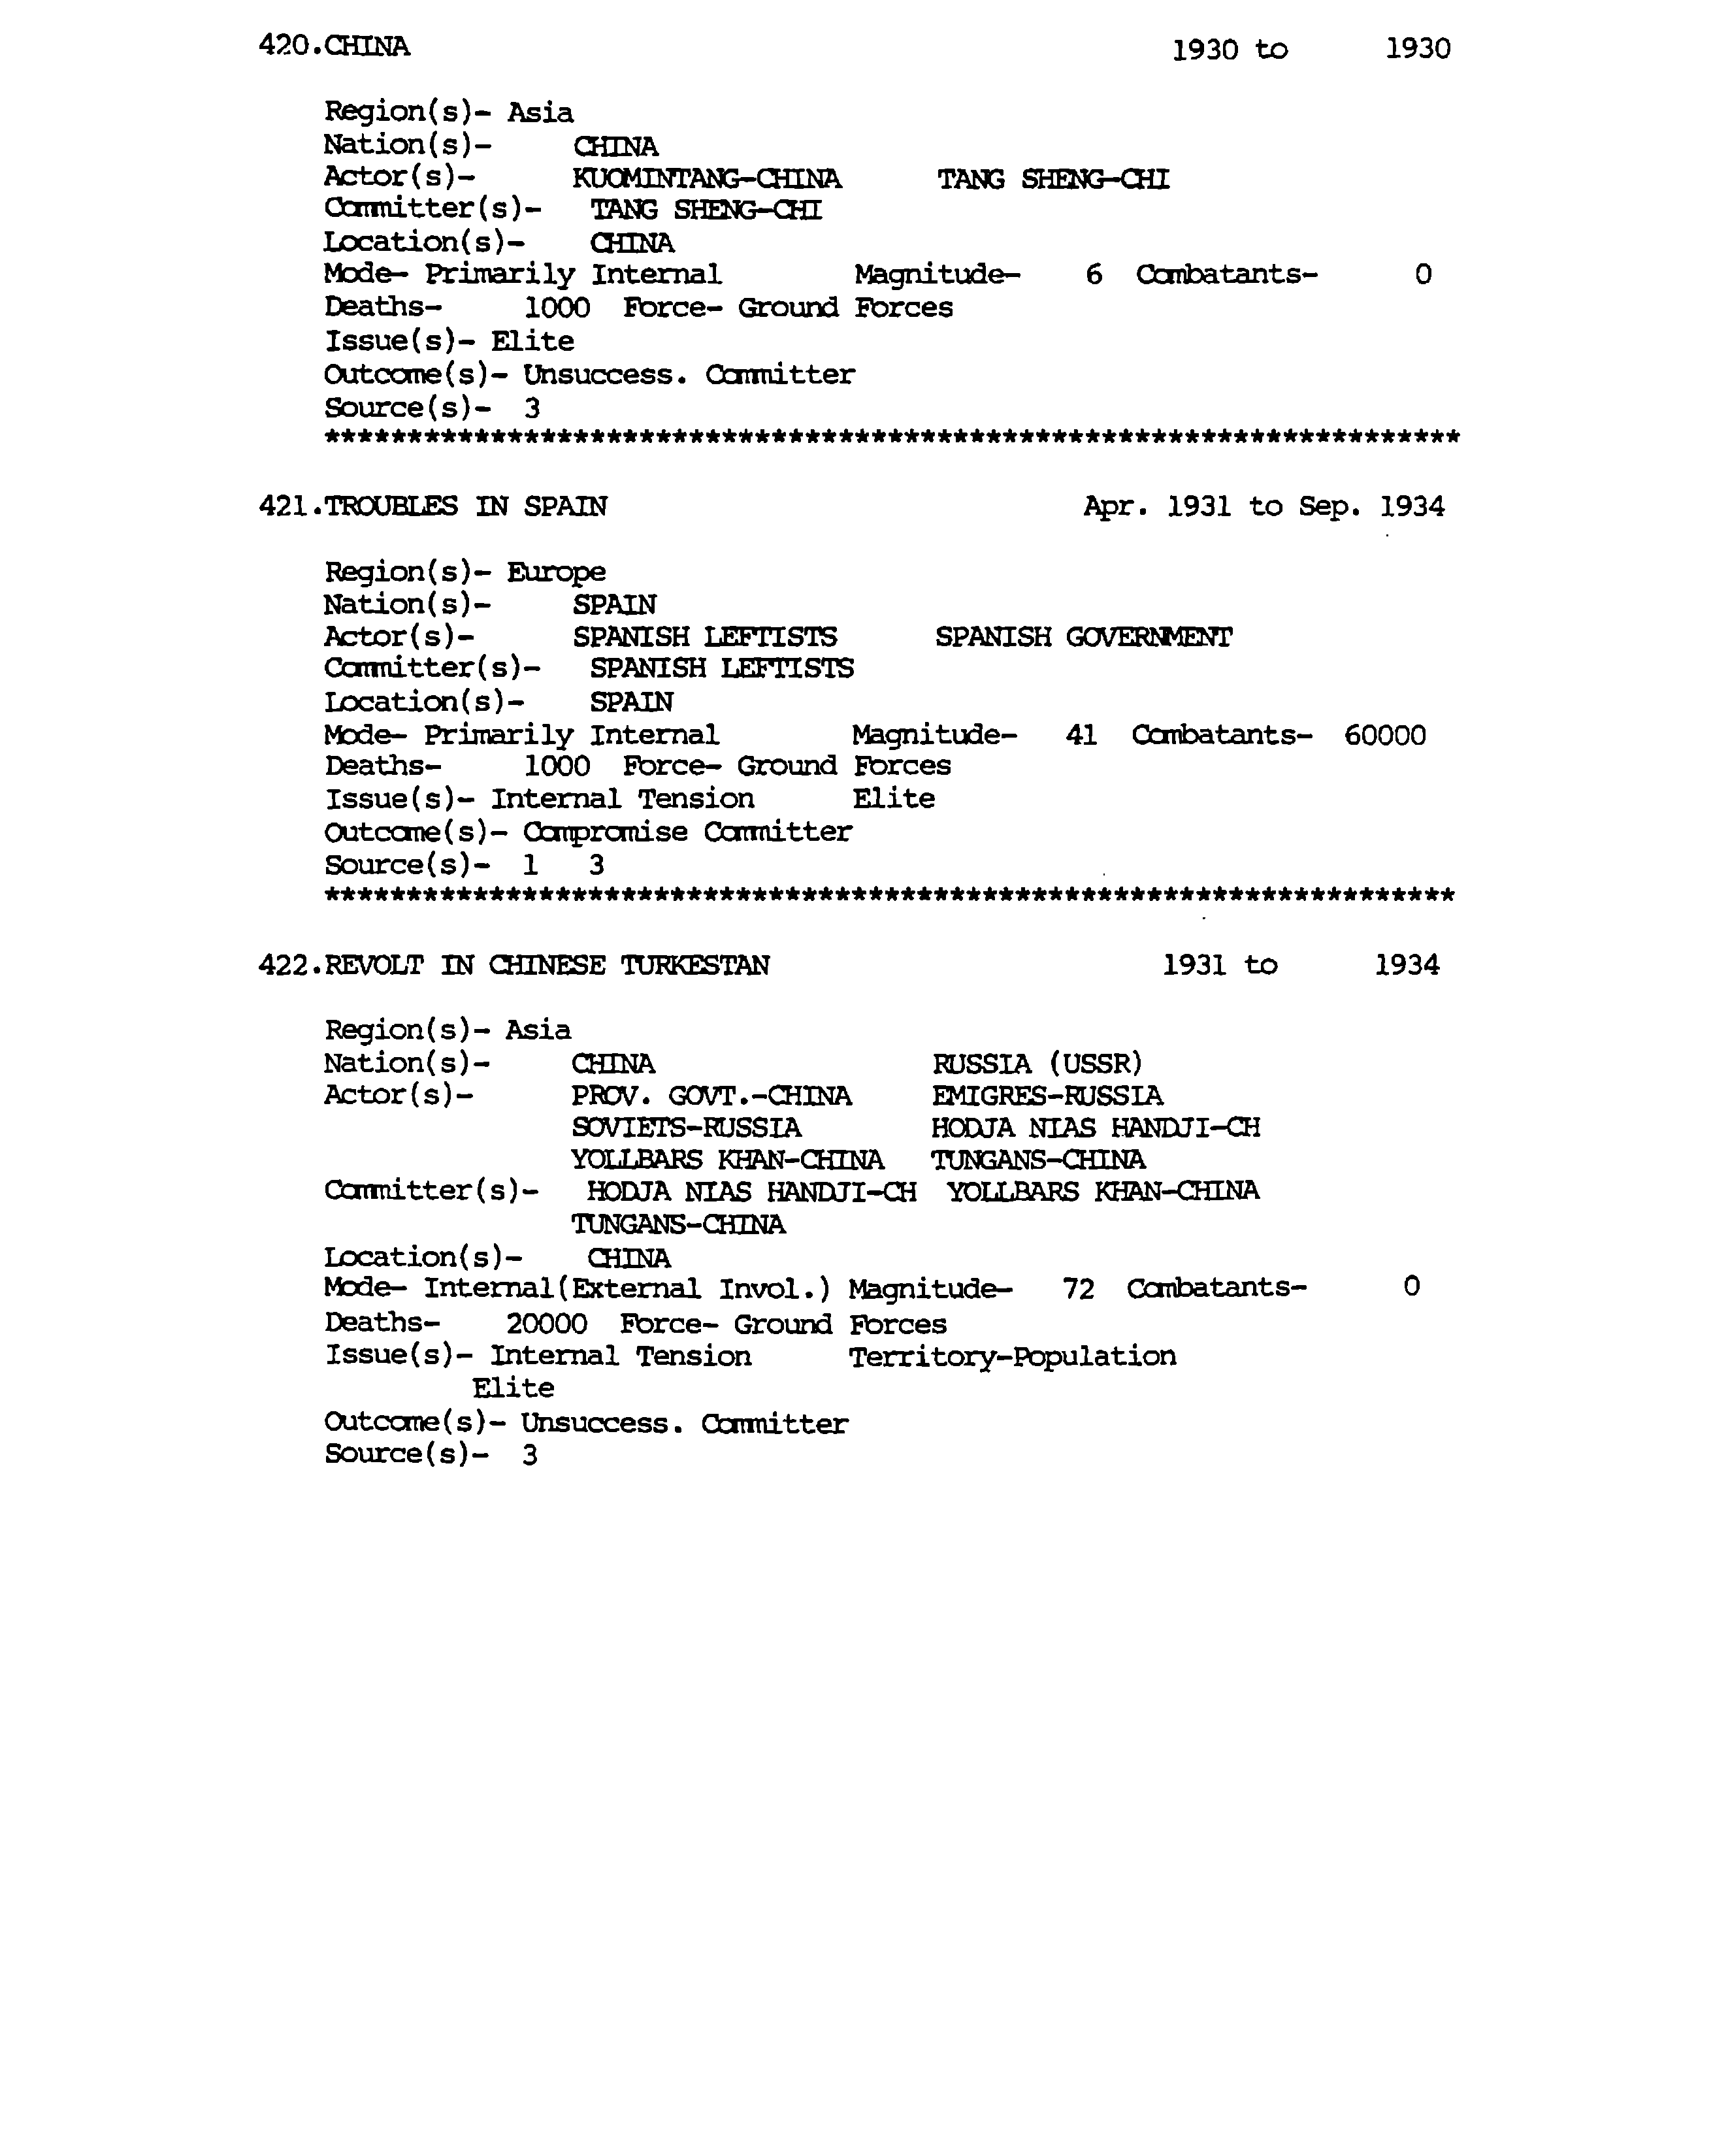 420.CHINA 1930 to 1930
Region(s)- Asia
Nation(s)- CHINA
Actor(s)- KUOMINTANG-CHINA TANG SHENG-CHI
Committer(s)- TANG SHENG-CHI
Location(s)- CHINA
Mode- Primarily Internal Magnitude- 6 Combatants- 0
Deaths- 1000 Force- Ground Forces
Issue(s)- Elite
Outcome(s)- Unsuccess. Committer
Source(s)- 3
*********************************************************************
421.TROUBLES IN SPAIN Apr. 1931 to Sep. 1934
Region(s)- Europe
Nation(s)- SPAIN
Actor(s)- SPANISH LEFTISTS SPANISH GOVERNMENT
Committer(s)- SPANISH LEFTISTS
Location(s)- SPAIN
Mode- Primarily Internal Magnitude- 41 Combatants- 60000
Deaths- 1000 Force- Ground Forces
Issue(s)- Internal Tension Elite
Outcome(s)- Compromise Committer
Source(s)- 1 3
*********************************************************************
422.REVOLT IN CHINESE TURKESTAN 1931 to 1934
Region(s)- Asia
Nation(s)- CHINA RUSSIA (USSR)
Actor(s)- PROV. GOVT.-CHINA EMIGRES-RUSSIA
SOVIETS-RUSSIA HODJA NIAS HANDJI-CH
YOLLBARS KHAN-CHINA TUNGANS-CHINA
Committer(s)- HODJA NIAS HANDJI-CH YOLLBARS KHAN-CHINA
TUNGANS-CHINA
Location(s)- CHINA
Mode- Internal(External Invol.) Magnitude- 72 Combatants- 0
Deaths- 20000 Force- Ground Forces
Issue(s)- Internal Tension Territory-Population
Elite
Outcome(s)- Unsuccess. Committer
Source(s)- 3